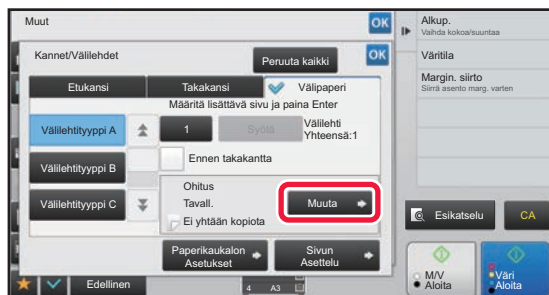 Muut
OK
Kannet/Välilehdet
Peruuta kaikki
OK
Etukansi
Takakansi
Välipaperi
Määritä lisättävä sivu ja paina Enter
Välilehtityyppi A
1
Syötä
Välilehti
Yhteensä:1
Ennen takakantta
Välilehtityyppi B
Ohitus
Tavall.
Ei yhtään kopiota
Muuta
Välilehtityyppi C
Paperikaukalon
Asetukset
Sivun
Asettelu
Edellinen
4 A3
Alkup.
Vaihda kokoa/suuntaa
Väritila
Margin. siirto
Siirrä asento marg. varten
Esikatselu
CA
M/V
Aloita
Väri
Aloita